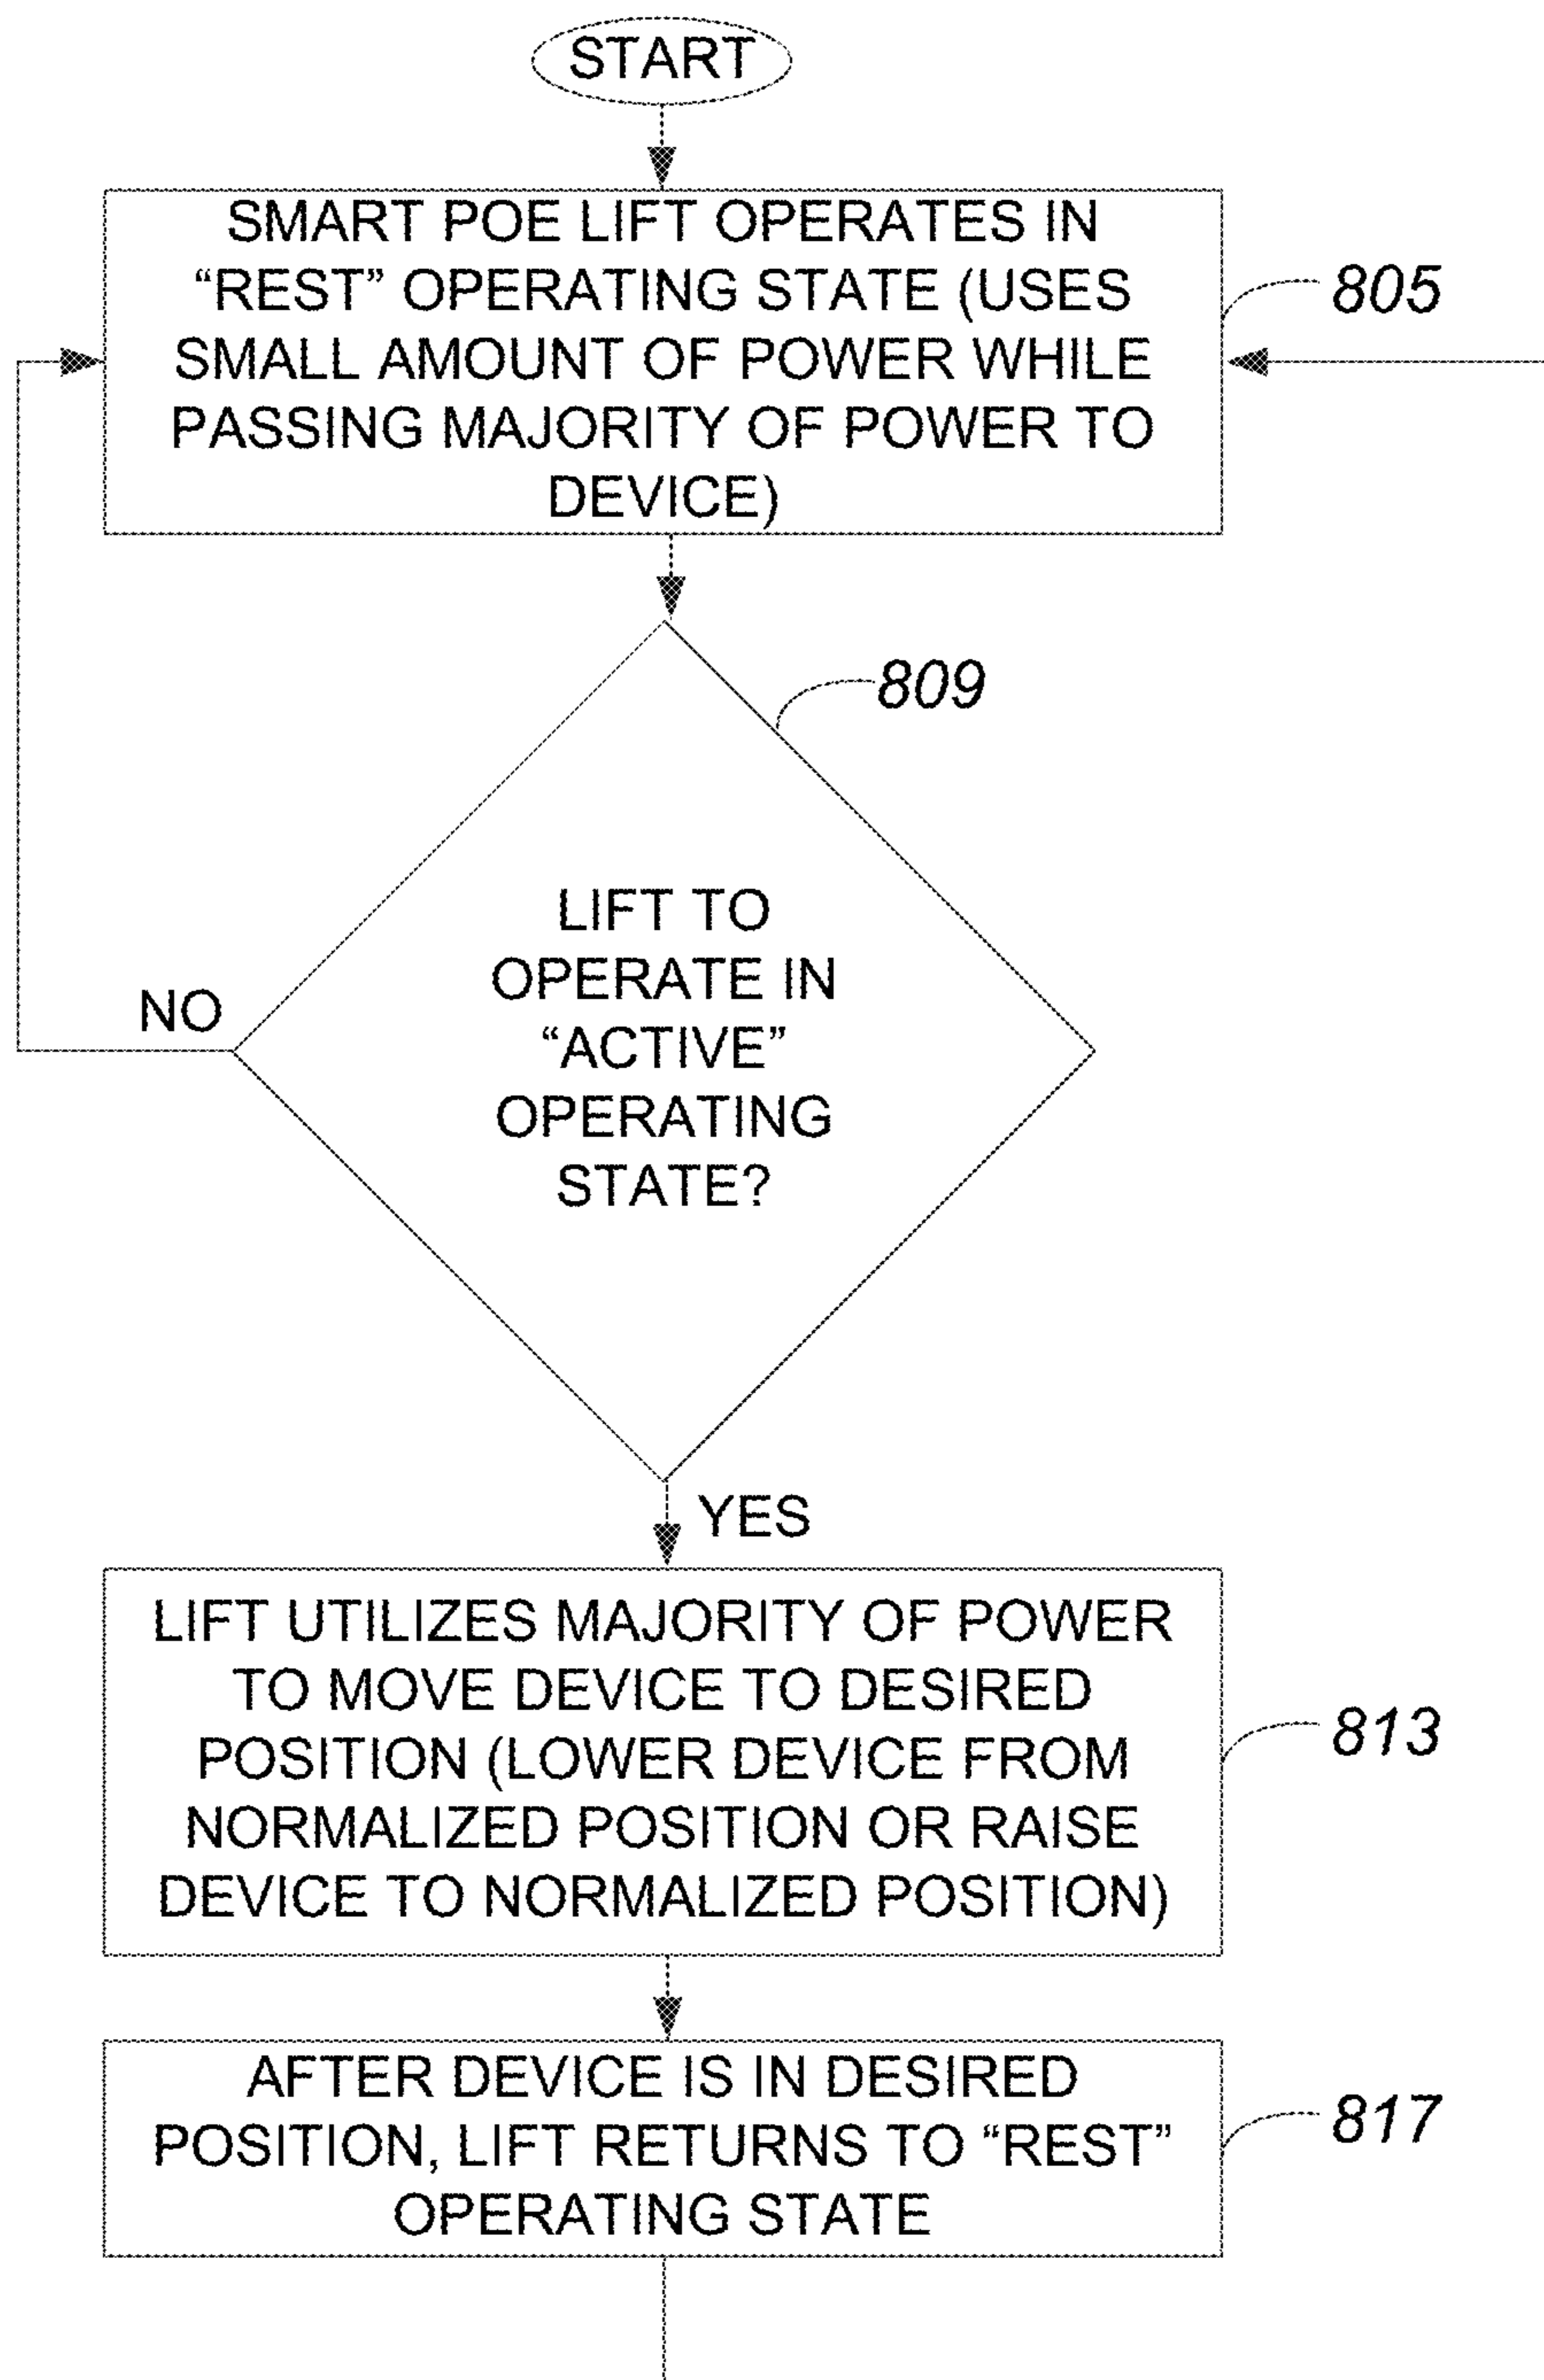 START
SMART POE LIFT OPERATES IN
“REST” OPERATING STATE (USES
SMALL AMOUNT OF POWER WHILE
PASSING MAJORITY OF POWER TO
DEVICE)
805
809
LIFT TO
OPERATE IN
“ACTIVE”
OPERATING
STATE?
NO
YES
LIFT UTILIZES MAJORITY OF POWER
TO MOVE DEVICE TO DESIRED
POSITION (LOWER DEVICE FROM
NORMALIZED POSITION OR RAISE
DEVICE TO NORMALIZED POSITION)
813
AFTER DEVICE IS IN DESIRED
POSITION, LIFT RETURNS TO “REST”
OPERATING STATE
817